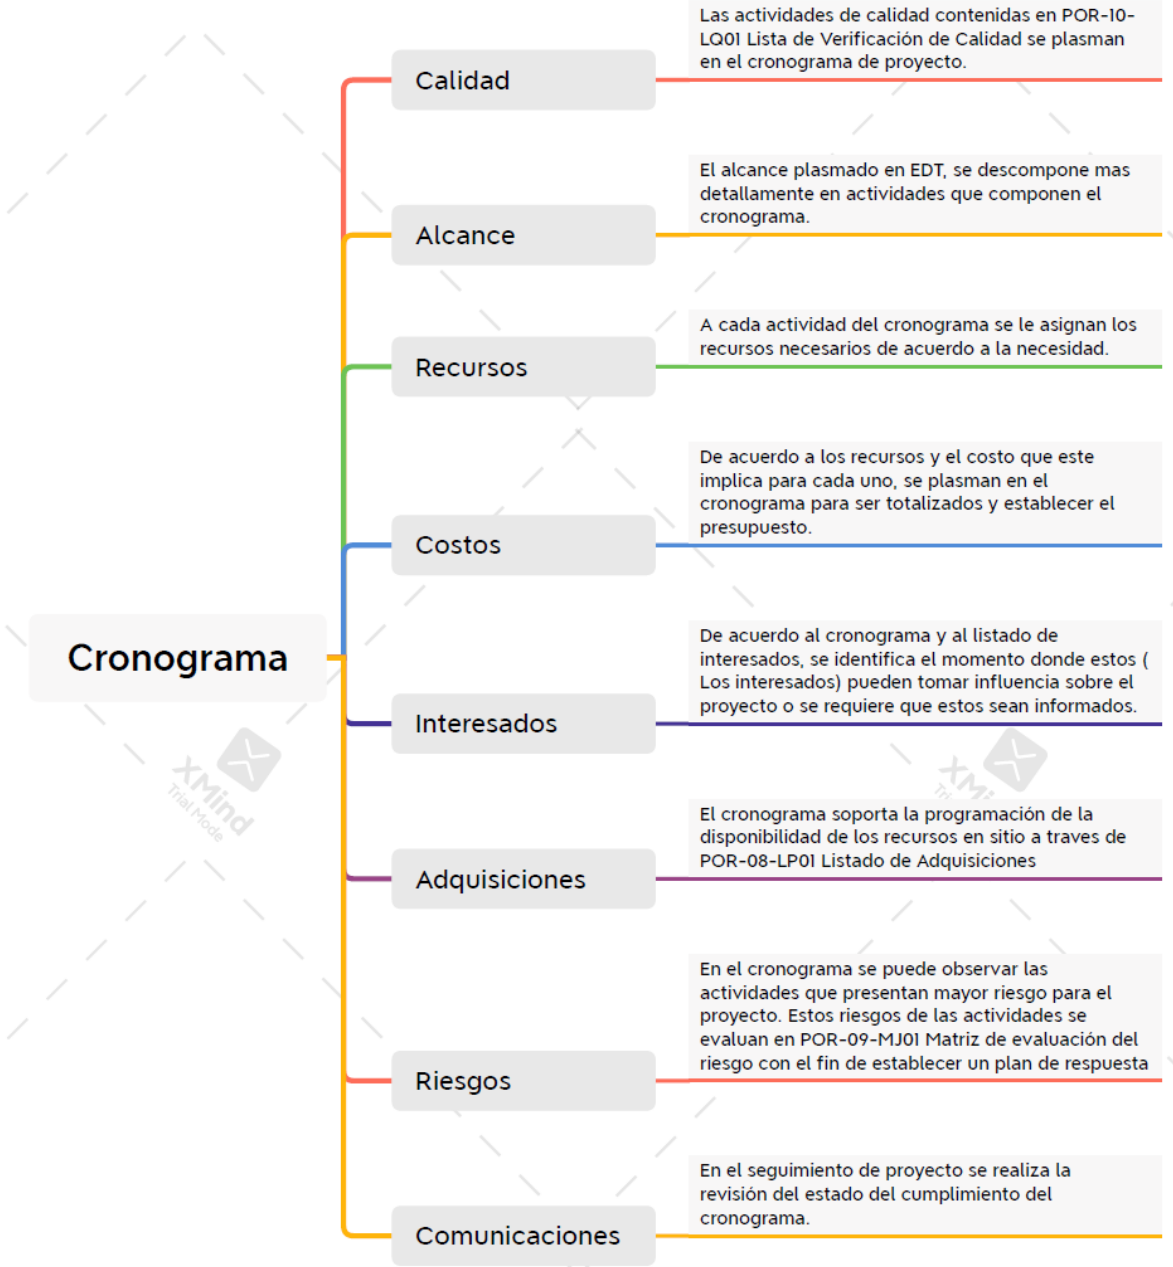 Las actividades de calidad contenidas en POR-10-
LQ01 Lista de Verificación de Calidad se plasman
en el cronograma de proyecto.
Calidad
El alcance plasmado en EDT, se descompone mas
detallamente en actividades que componen el
cronograma.
Alcance
A cada actividad del cronograma se le asignan los
recursos necesarios de acuerdo a la necesidad.
Recursos
De acuerdo a los recursos y el costo que este
implica para cada uno, se plasman en el
cronograma para ser totalizados y establecer el
presupuesto.
Costos
Cronograma
De acuerdo al cronograma y al listado de
interesados, se identifica el momento donde estos (
Los interesados) pueden tomar influencia sobre el
proyecto o se requiere que estos sean informados.
Interesados
XMind
Trial Mode
XMind
El cronograma soporta la programación de la
disponibilidad de los recursos en sitio a traves de
POR-08-LP01 Listado de Adquisiciones
Adquisiciones
En el cronograma se puede observar las
actividades que presentan mayor riesgo para el
proyecto. Estos riesgos de las actividades se
evaluan en POR-09-MJ01 Matriz de evaluación del
riesgo con el fin de establecer un plan de respuesta
Riesgos
En el seguimiento de proyecto se realiza la
revisión del estado del cumplimiento del
cronograma.
Comunicaciones